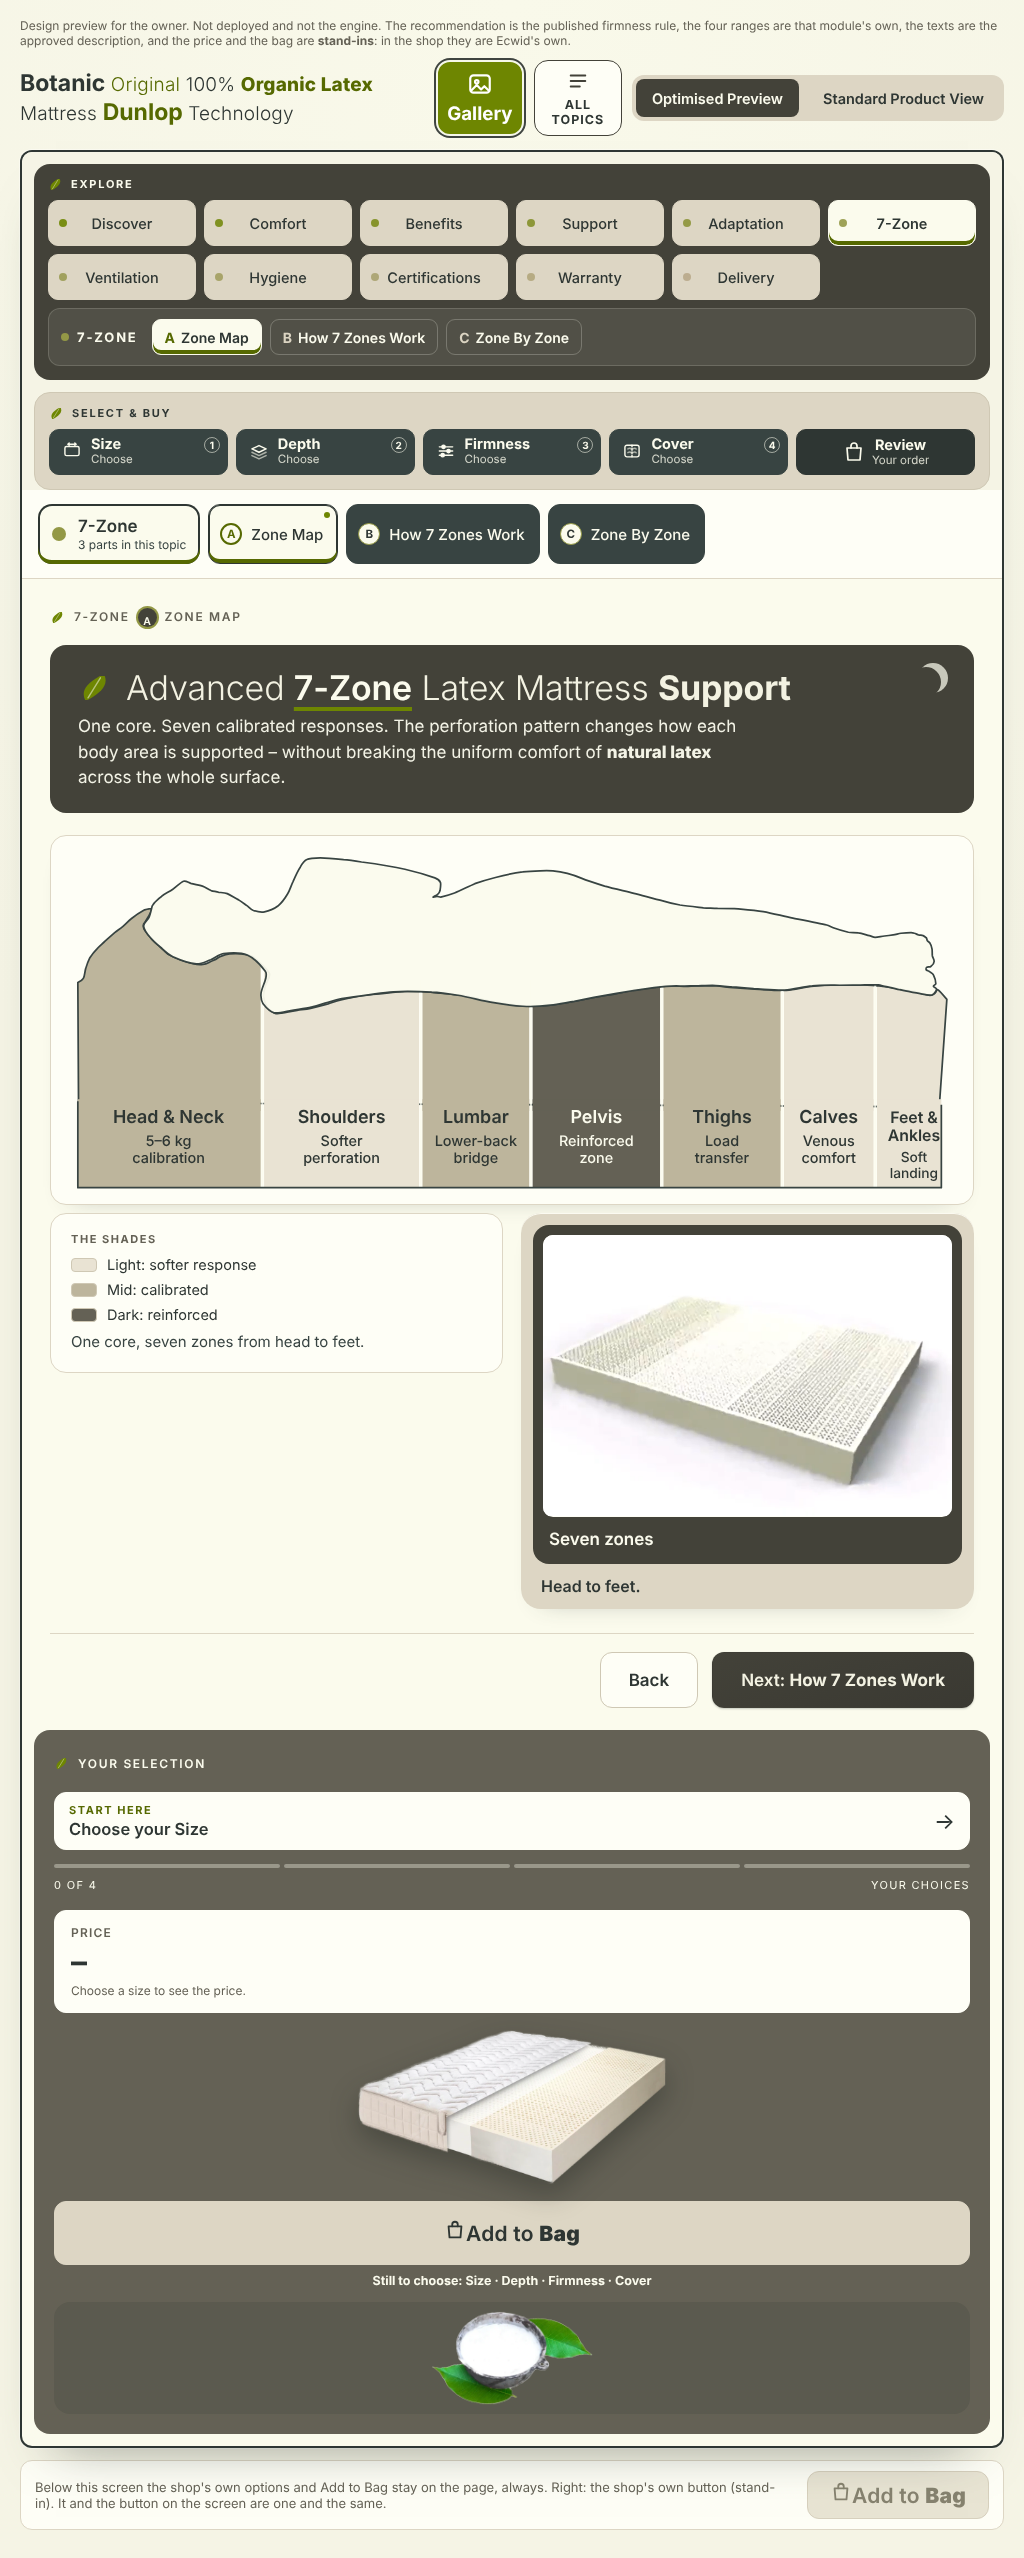 Design preview for the owner. Not deployed and not the engine. The recommendation is the published firmness rule, the four ranges are that module's own, the texts are the
approved description, and the price and the bag are stand-ins: in the shop they are Ecwid's own.
Botanic Original 100% Organic Latex
Mattress Dunlop Technology
Gallery
ALL
TOPICS
Optimised Preview
Standard Product View
EXPLORE
Discover
Comfort
Benefits
Support
Adaptation
7-Zone
Ventilation
Hygiene
Certifications
Warranty
Delivery
7-ZONE
A Zone Map
B How 7 Zones Work
C Zone By Zone
SELECT & BUY
Size
Choose
1
Depth
Choose
2
Firmness
Choose
3
Cover
Choose
4
Review
Your order
7-Zone
3 parts in this topic
A Zone Map
B How 7 Zones Work
C Zone By Zone
7-ZONE A ZONE MAP
Advanced 7-Zone Latex Mattress Support
One core. Seven calibrated responses. The perforation pattern changes how each
body area is supported – without breaking the uniform comfort of natural latex
across the whole surface.
Head & Neck
5–6 kg
calibration
Shoulders
Softer
perforation
Lumbar
Lower-back
bridge
Pelvis
Reinforced
zone
Thighs
Load
transfer
Calves
Venous
comfort
Feet &
Ankles
Soft
landing
THE SHADES
Light: softer response
Mid: calibrated
Dark: reinforced
One core, seven zones from head to feet.
Seven zones
Head to feet.
Back
Next: How 7 Zones Work
YOUR SELECTION
START HERE
Choose your Size
0 OF 4
YOUR CHOICES
PRICE
–
Choose a size to see the price.
Add to Bag
Still to choose: Size · Depth · Firmness · Cover
Below this screen the shop's own options and Add to Bag stay on the page, always. Right: the shop's own button (stand-
in). It and the button on the screen are one and the same.
Add to Bag